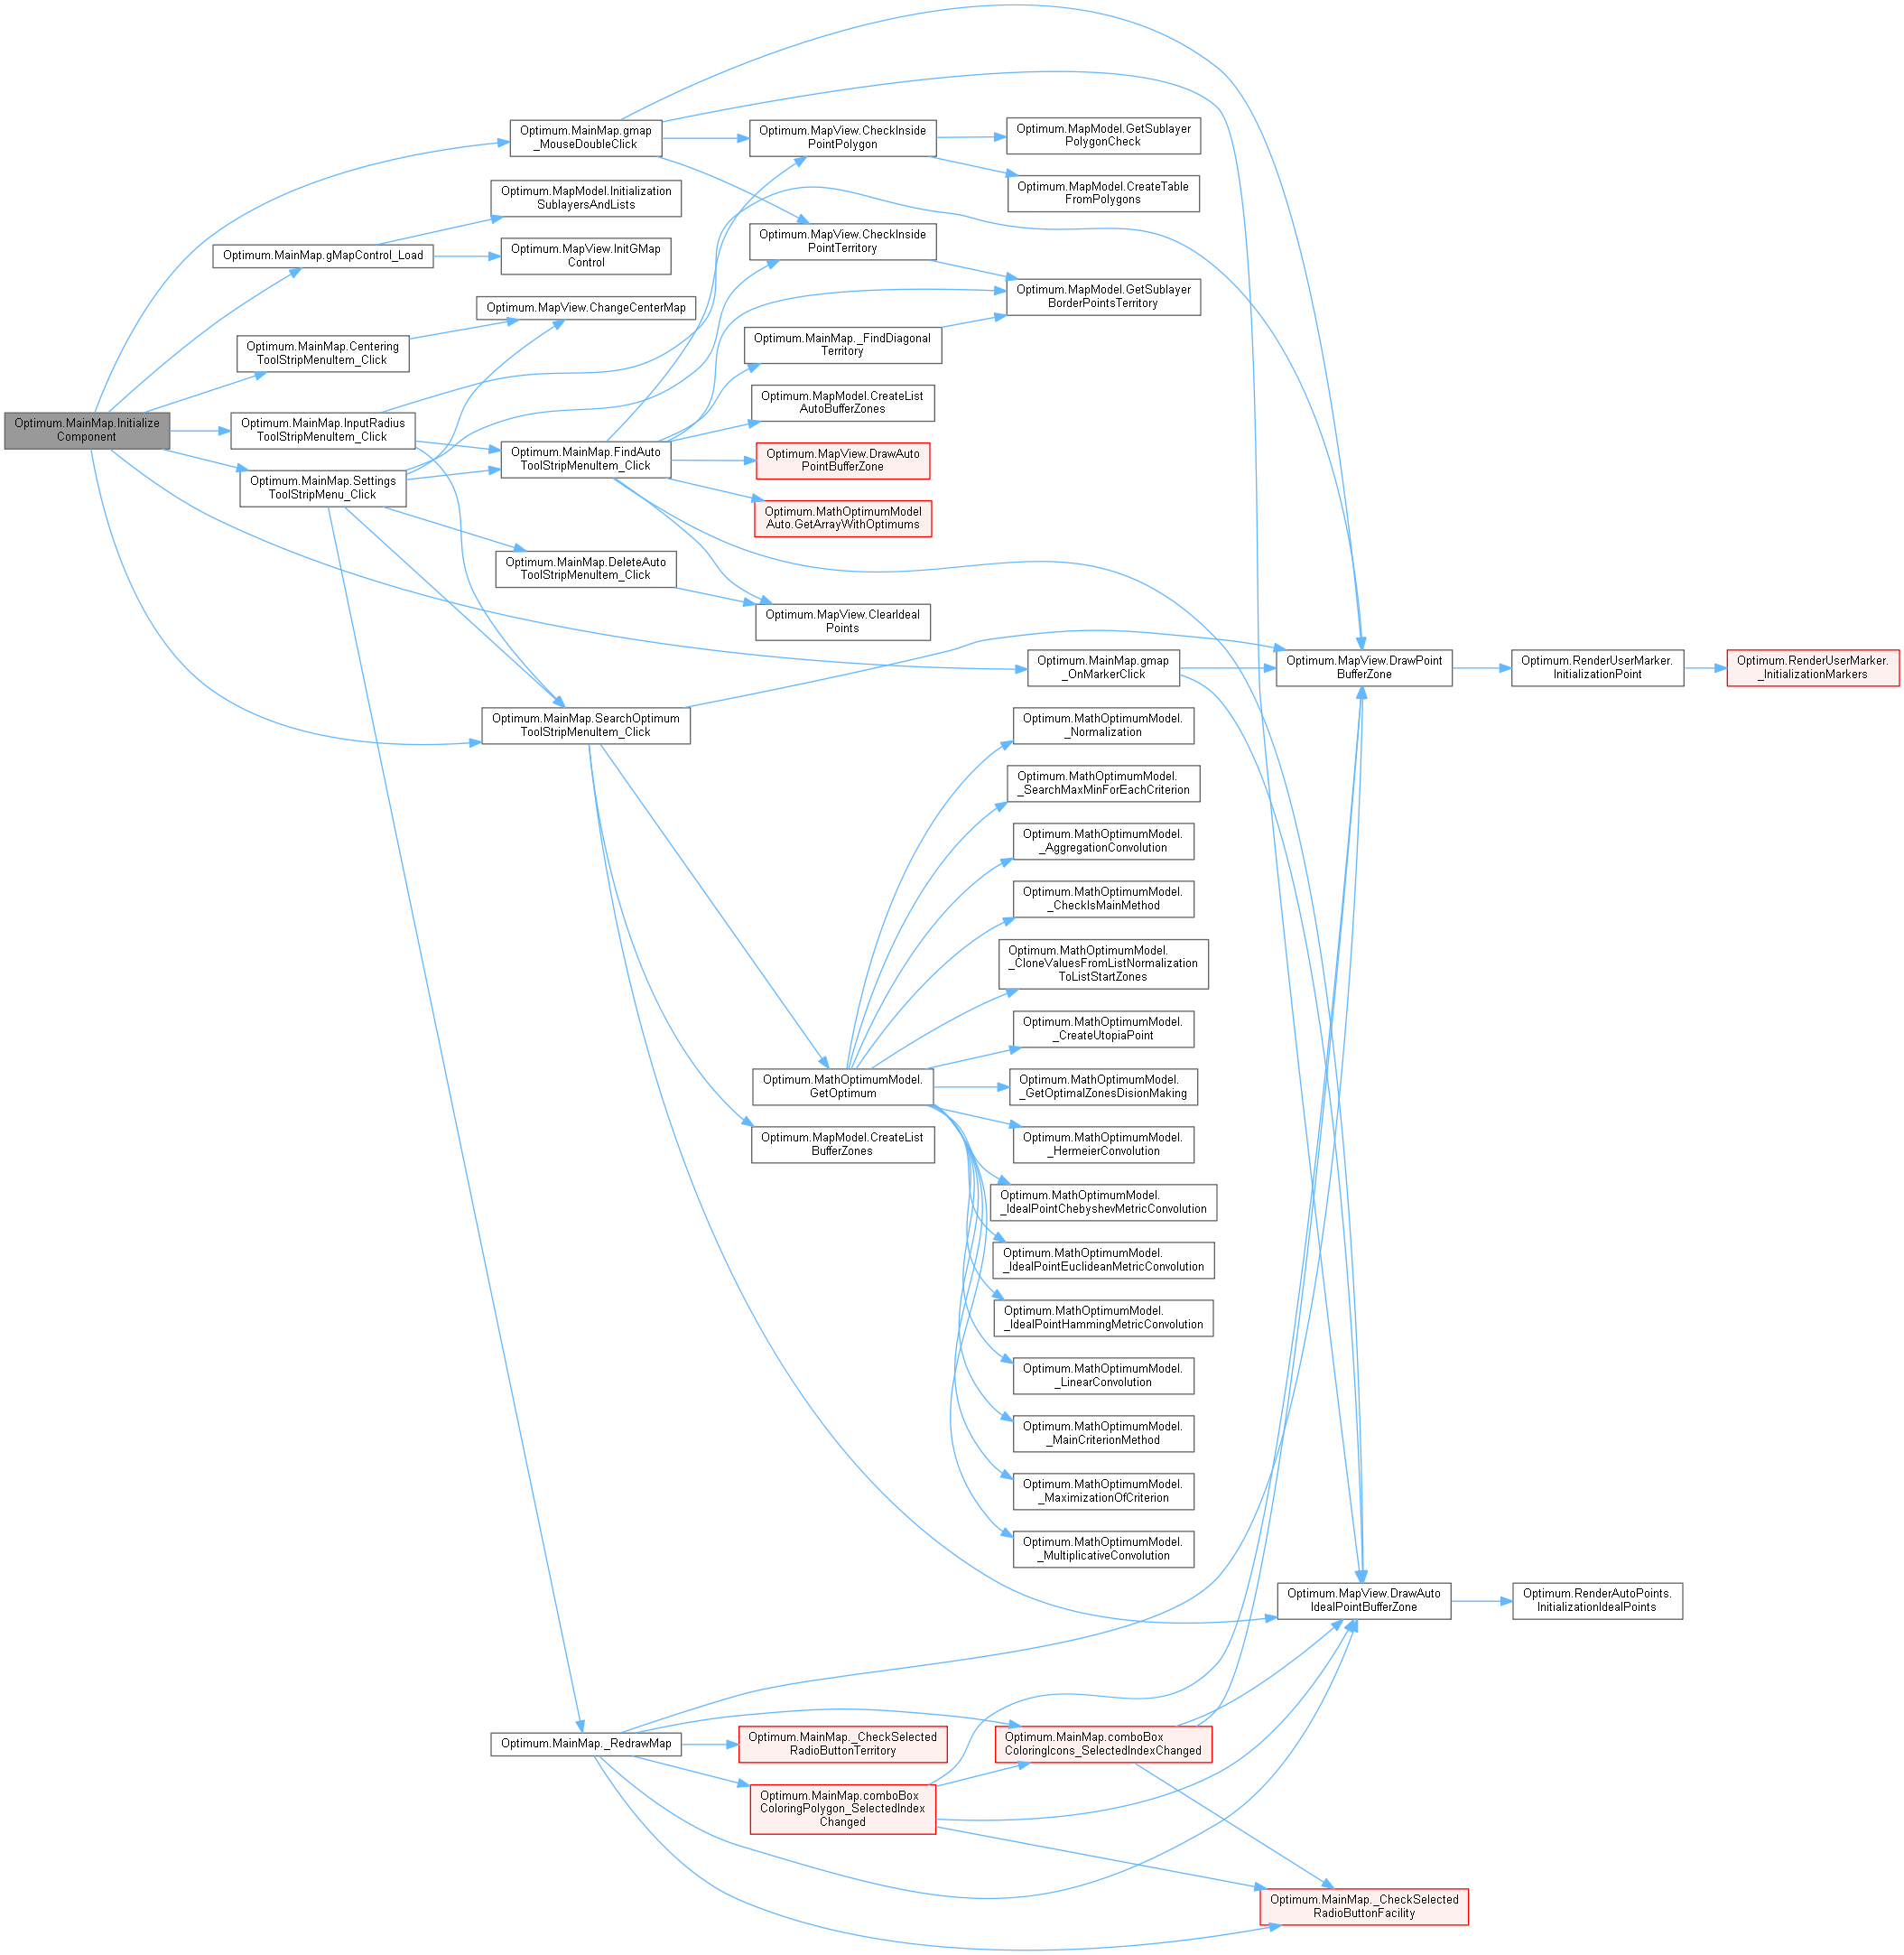 Optimum.MainMap.Initialize
Component
Optimum.MainMap.gmap
_MouseDoubleClick
Optimum.MapModel.Initialization
SublayersAndLists
Optimum.MainMap.gMapControl_Load
Optimum.MapView.InitGMap
Control
Optimum.MapView.ChangeCenterMap
Optimum.MainMap.Centering
ToolStripMenuItem_Click
Optimum.MainMap.InputRadius
ToolStripMenuItem_Click
Optimum.MainMap.Settings
ToolStripMenu_Click
Optimum.MainMap.FindAuto
ToolStripMenuItem_Click
Optimum.MainMap.DeleteAuto
ToolStripMenuItem_Click
Optimum.MainMap.SearchOptimum
ToolStripMenuItem_Click
Optimum.MainMap._RedrawMap
Optimum.MapView.CheckInside
PointPolygon
Optimum.MapView.CheckInside
PointTerritory
Optimum.MainMap._FindDiagonal
Territory
Optimum.MapModel.CreateList
AutoBufferZones
Optimum.MapView.DrawAuto
PointBufferZone
Optimum.MathOptimumModel
Auto.GetArrayWithOptimums
Optimum.MapView.ClearIdeal
Points
Optimum.MathOptimumModel.
GetOptimum
Optimum.MapModel.CreateList
BufferZones
Optimum.MainMap._CheckSelected
RadioButtonTerritory
Optimum.MainMap.comboBox
ColoringPolygon_SelectedIndex
Changed
Optimum.MapModel.GetSublayer
PolygonCheck
Optimum.MapModel.CreateTable
FromPolygons
Optimum.MapModel.GetSublayer
BorderPointsTerritory
Optimum.MainMap.gmap
_OnMarkerClick
Optimum.MathOptimumModel.
_Normalization
Optimum.MathOptimumModel.
_SearchMaxMinForEachCriterion
Optimum.MathOptimumModel.
_AggregationConvolution
Optimum.MathOptimumModel.
_CheckIsMainMethod
Optimum.MathOptimumModel.
_CloneValuesFromListNormalization
ToListStartZones
Optimum.MathOptimumModel.
_CreateUtopiaPoint
Optimum.MathOptimumModel.
_GetOptimalZonesDisionMaking
Optimum.MathOptimumModel.
_HermeierConvolution
Optimum.MathOptimumModel.
_IdealPointChebyshevMetricConvolution
Optimum.MathOptimumModel.
_IdealPointEuclideanMetricConvolution
Optimum.MathOptimumModel.
_IdealPointHammingMetricConvolution
Optimum.MathOptimumModel.
_LinearConvolution
Optimum.MathOptimumModel.
_MainCriterionMethod
Optimum.MathOptimumModel.
_MaximizationOfCriterion
Optimum.MathOptimumModel.
_MultiplicativeConvolution
Optimum.MainMap.comboBox
ColoringIcons_SelectedIndexChanged
Optimum.MapView.DrawPoint
BufferZone
Optimum.MapView.DrawAuto
IdealPointBufferZone
Optimum.MainMap._CheckSelected
RadioButtonFacility
Optimum.RenderUserMarker.
InitializationPoint
Optimum.RenderAutoPoints.
InitializationIdealPoints
Optimum.RenderUserMarker.
_InitializationMarkers